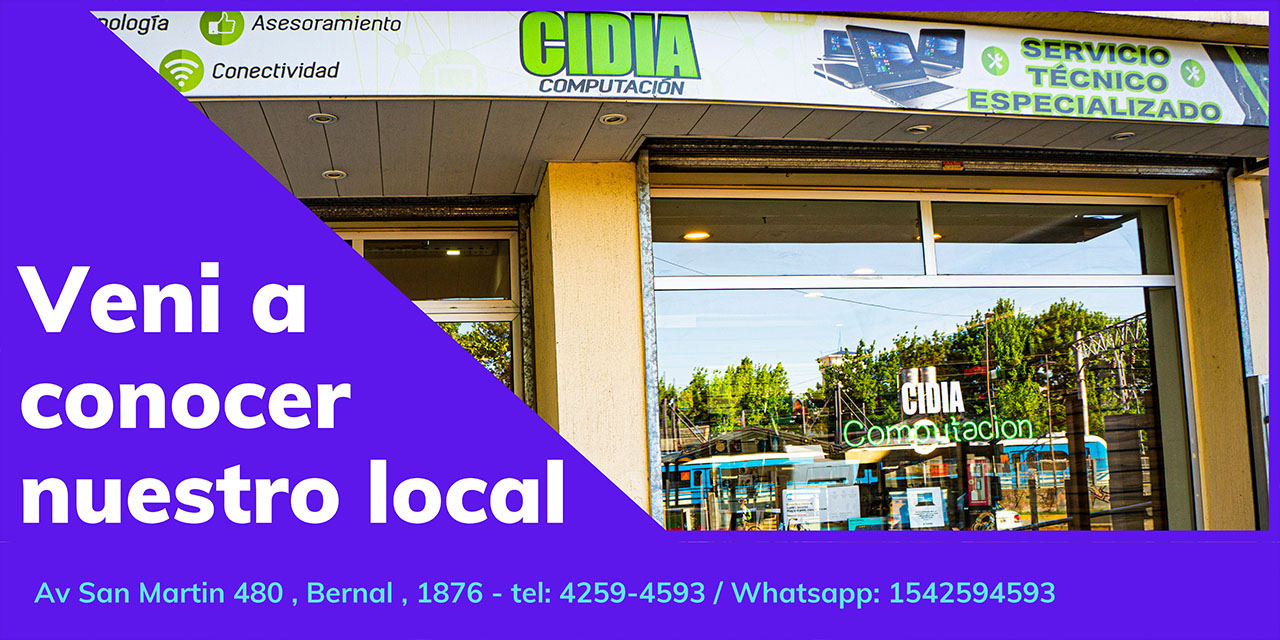 Asesoramiento
Conectividad
CIDIA
COMPUTACIÓN
SERVICIO
TÉCNICO
ESPECIALIZADO
CIDIA
Computacion
Veni a
conocer
nuestro local
Av San Martin 480 , Bernal , 1876 - tel: 4259-4593 / Whatsapp: 1542594593